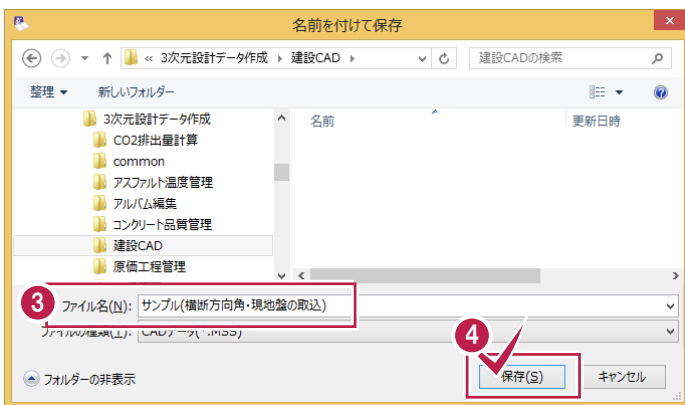 名前を付けて保存
« 3次元設計データ作成 ▸ 建設CAD ▸ 建設CADの検索
整理 ▼ 新しいフォルダー
3次元設計データ作成 名前 更新日時
CO2排出量計算
common
アスファルト温度管理
アルバム編集
コンクリート品質管理
建設CAD
原価工程管理
3 ファイル名(N): サンプル(横断方向角・現地盤の取込)
ファイルの種類(T): CADデータ(*.MSS)
4
フォルダーの非表示 保存(S) キャンセル